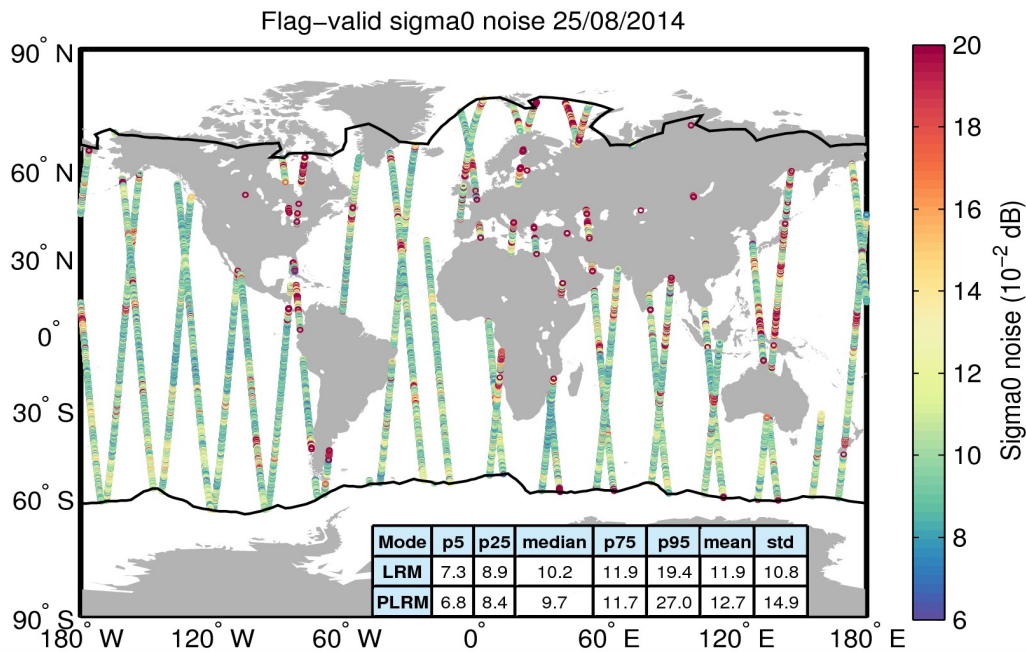 Flag−valid sigma0 noise 25/08/2014
90° N
60° N
30° N
0°
30° S
60° S
90° S
180° W 120° W 60° W 0° 60° E 120° E 180° E
Mode p5 p25 median p75 p95 mean std
LRM 7.3 8.9 10.2 11.9 19.4 11.9 10.8
PLRM 6.8 8.4 9.7 11.7 27.0 12.7 14.9
20
18
16
14
12
10
8
6
Sigma0 noise (10⁻² dB)